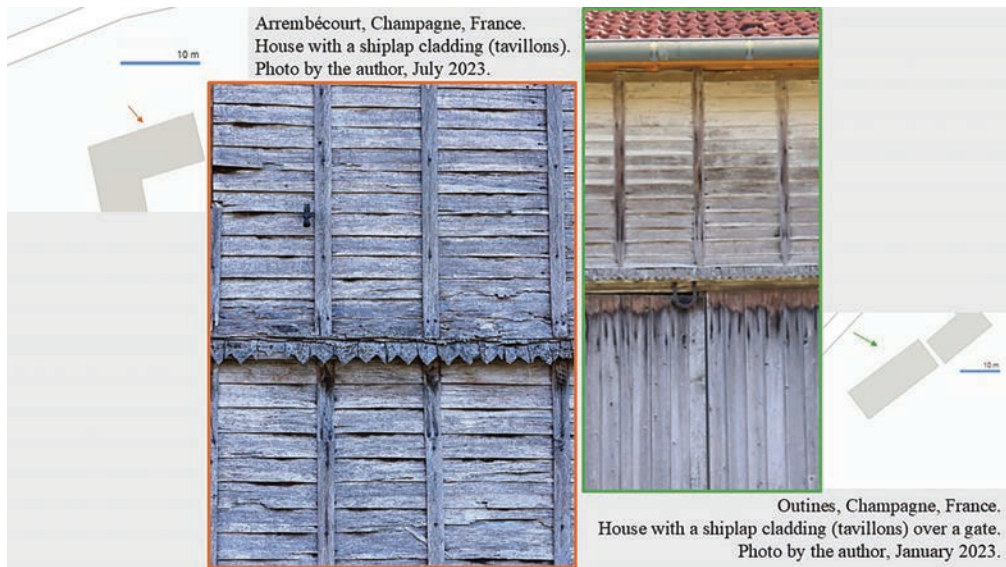 Arrembécourt, Champagne, France.
House with a shiplap cladding (tavillons).
Photo by the author, July 2023.
10 m
10 m
Outines, Champagne, France.
House with a shiplap cladding (tavillons) over a gate.
Photo by the author, January 2023.